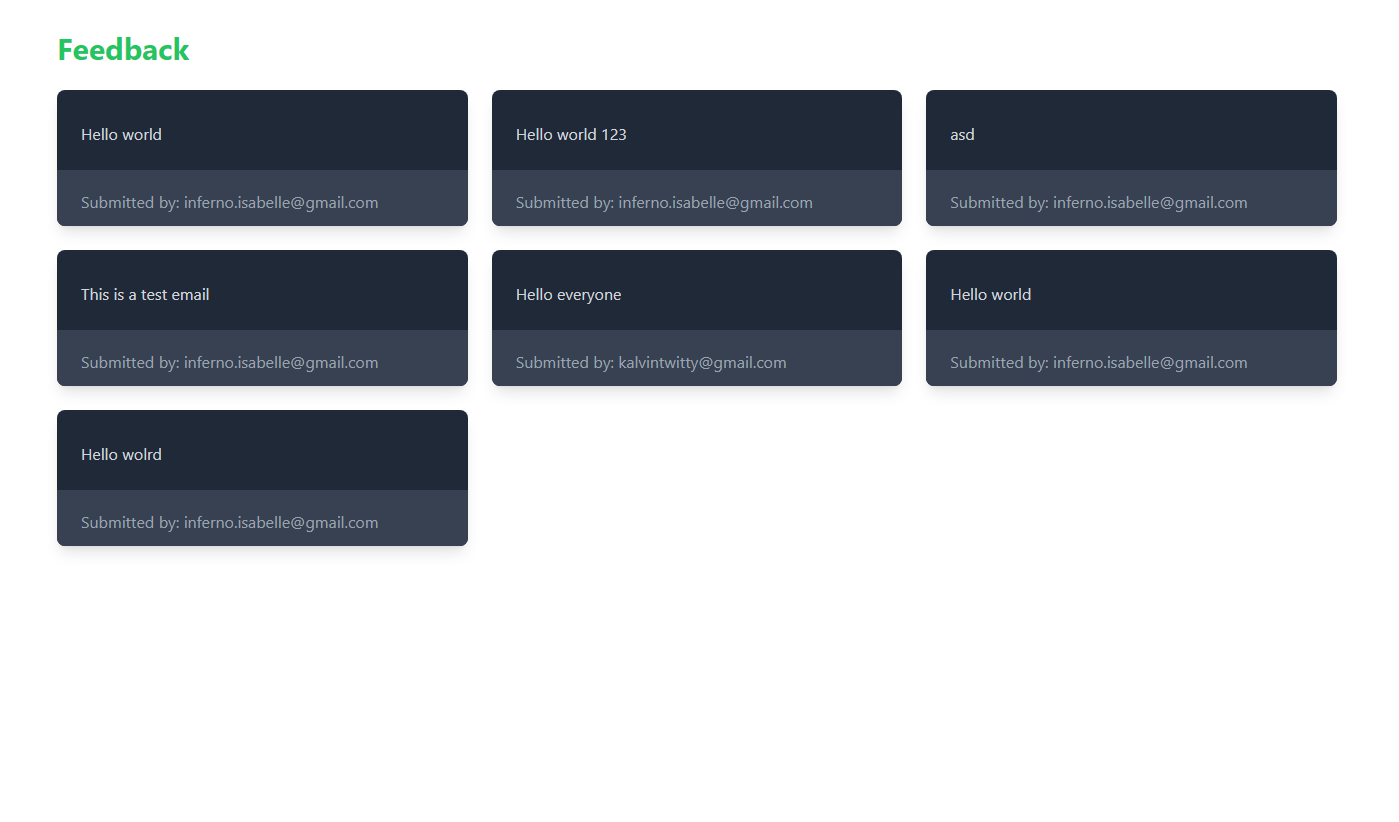 Feedback
Hello world
Submitted by: inferno.isabelle@gmail.com
Hello world 123
Submitted by: inferno.isabelle@gmail.com
asd
Submitted by: inferno.isabelle@gmail.com
This is a test email
Submitted by: inferno.isabelle@gmail.com
Hello everyone
Submitted by: kalvintwitty@gmail.com
Hello world
Submitted by: inferno.isabelle@gmail.com
Hello wolrd
Submitted by: inferno.isabelle@gmail.com